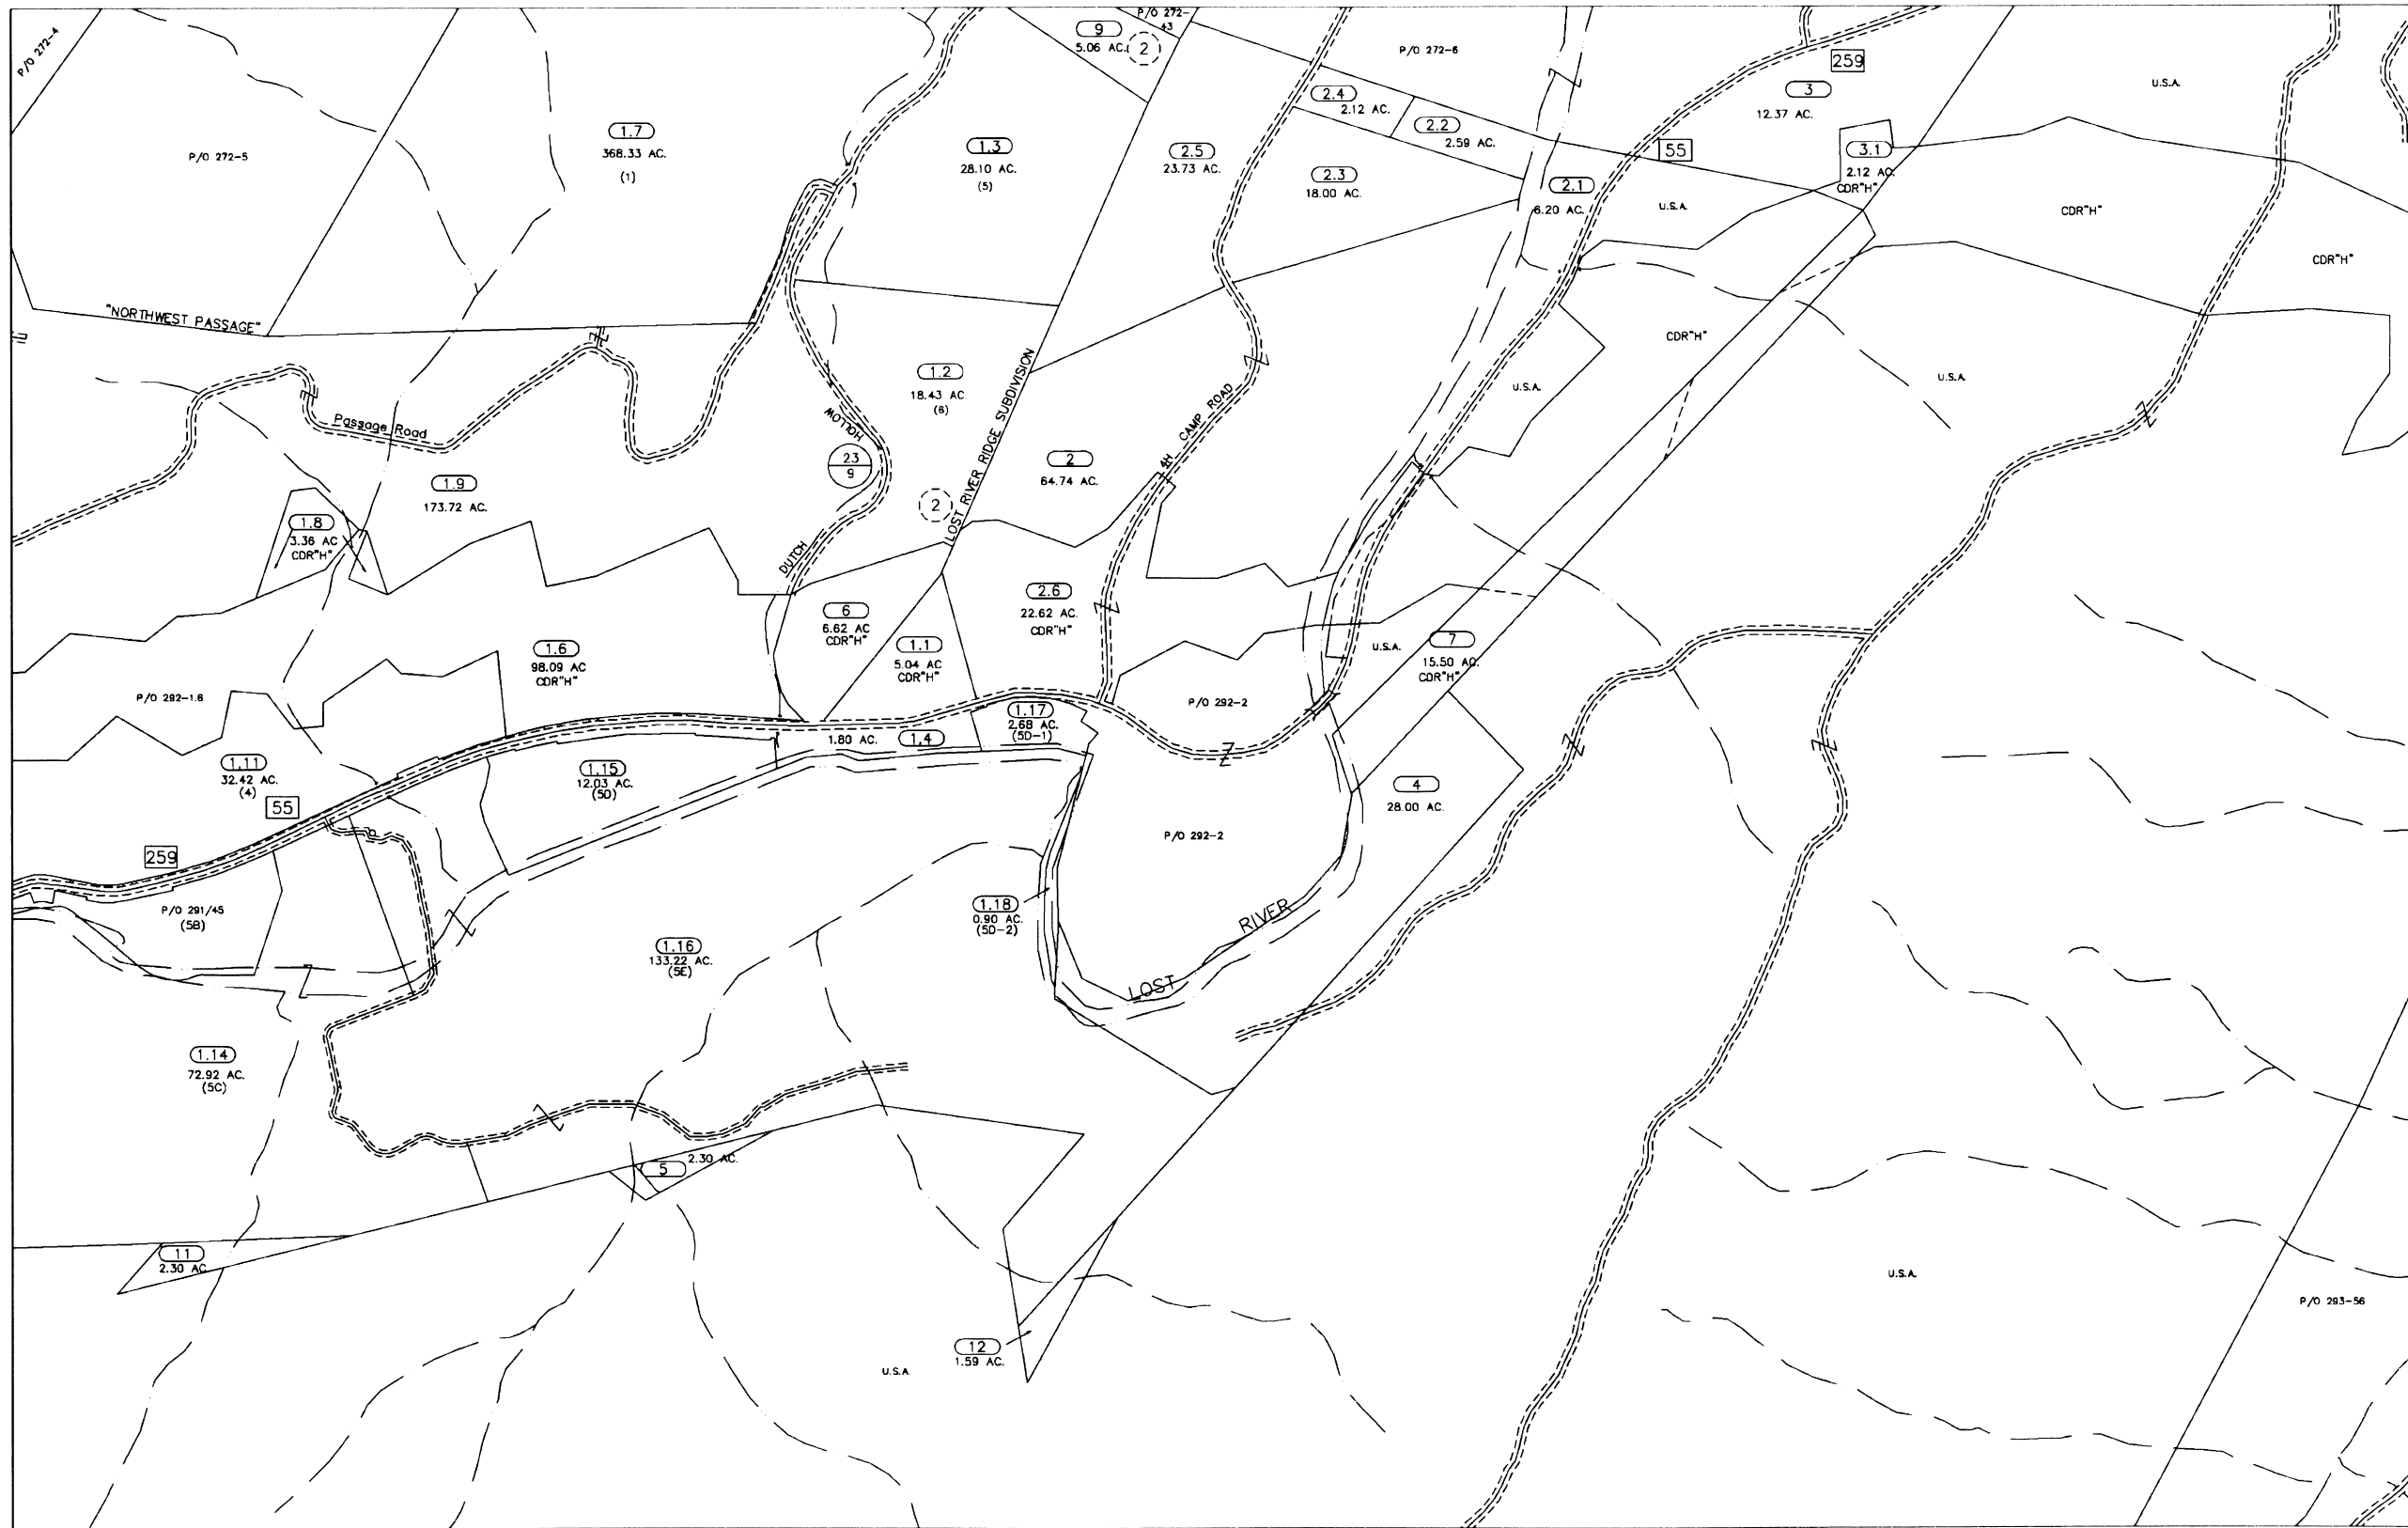 P/O 272-4
P/O 272-5
1.7
368.33 AC.
(1)
9
5.06 AC.
2
P/O 272-
43
1.3
28.10 AC.
(5)
P/O 272-6
2.4
2.12 AC.
2.2
2.59 AC.
2.5
23.73 AC.
2.3
18.00 AC.
2.1
6.20 AC.
55
259
3
12.37 AC.
3.1
2.12 AC.
CDR"H"
U.S.A.
U.S.A.
CDR"H"
CDR"H"
"NORTHWEST PASSAGE"
CDR"H"
U.S.A.
U.S.A.
Passage Road
1.2
18.43 AC.
(6)
HOLLOW
23
9
2
LOST RIVER RIDGE SUBDIVISION
2
64.74 AC.
4H CAMP ROAD
1.9
173.72 AC.
1.8
3.36 AC
CDR"H"
DUTCH
6
6.62 AC
CDR"H"
1.1
5.04 AC
CDR"H"
2.6
22.62 AC.
CDR"H"
1.6
98.09 AC
CDR"H"
P/O 292-1.6
P/O 292-2
U.S.A.
7
15.50 AC.
CDR"H"
1.17
2.68 AC.
(5D-1)
1.80 AC.
1.4
1.11
32.42 AC.
(4)
55
259
1.15
12.03 AC.
(5D)
4
28.00 AC.
P/O 292-2
P/O 291/45
(5B)
1.18
0.90 AC.
(5D-2)
LOST RIVER
1.16
133.22 AC.
(5E)
1.14
72.92 AC.
(5C)
5
2.30 AC.
11
2.30 AC
12
1.59 AC.
U.S.A.
U.S.A.
P/O 293-56